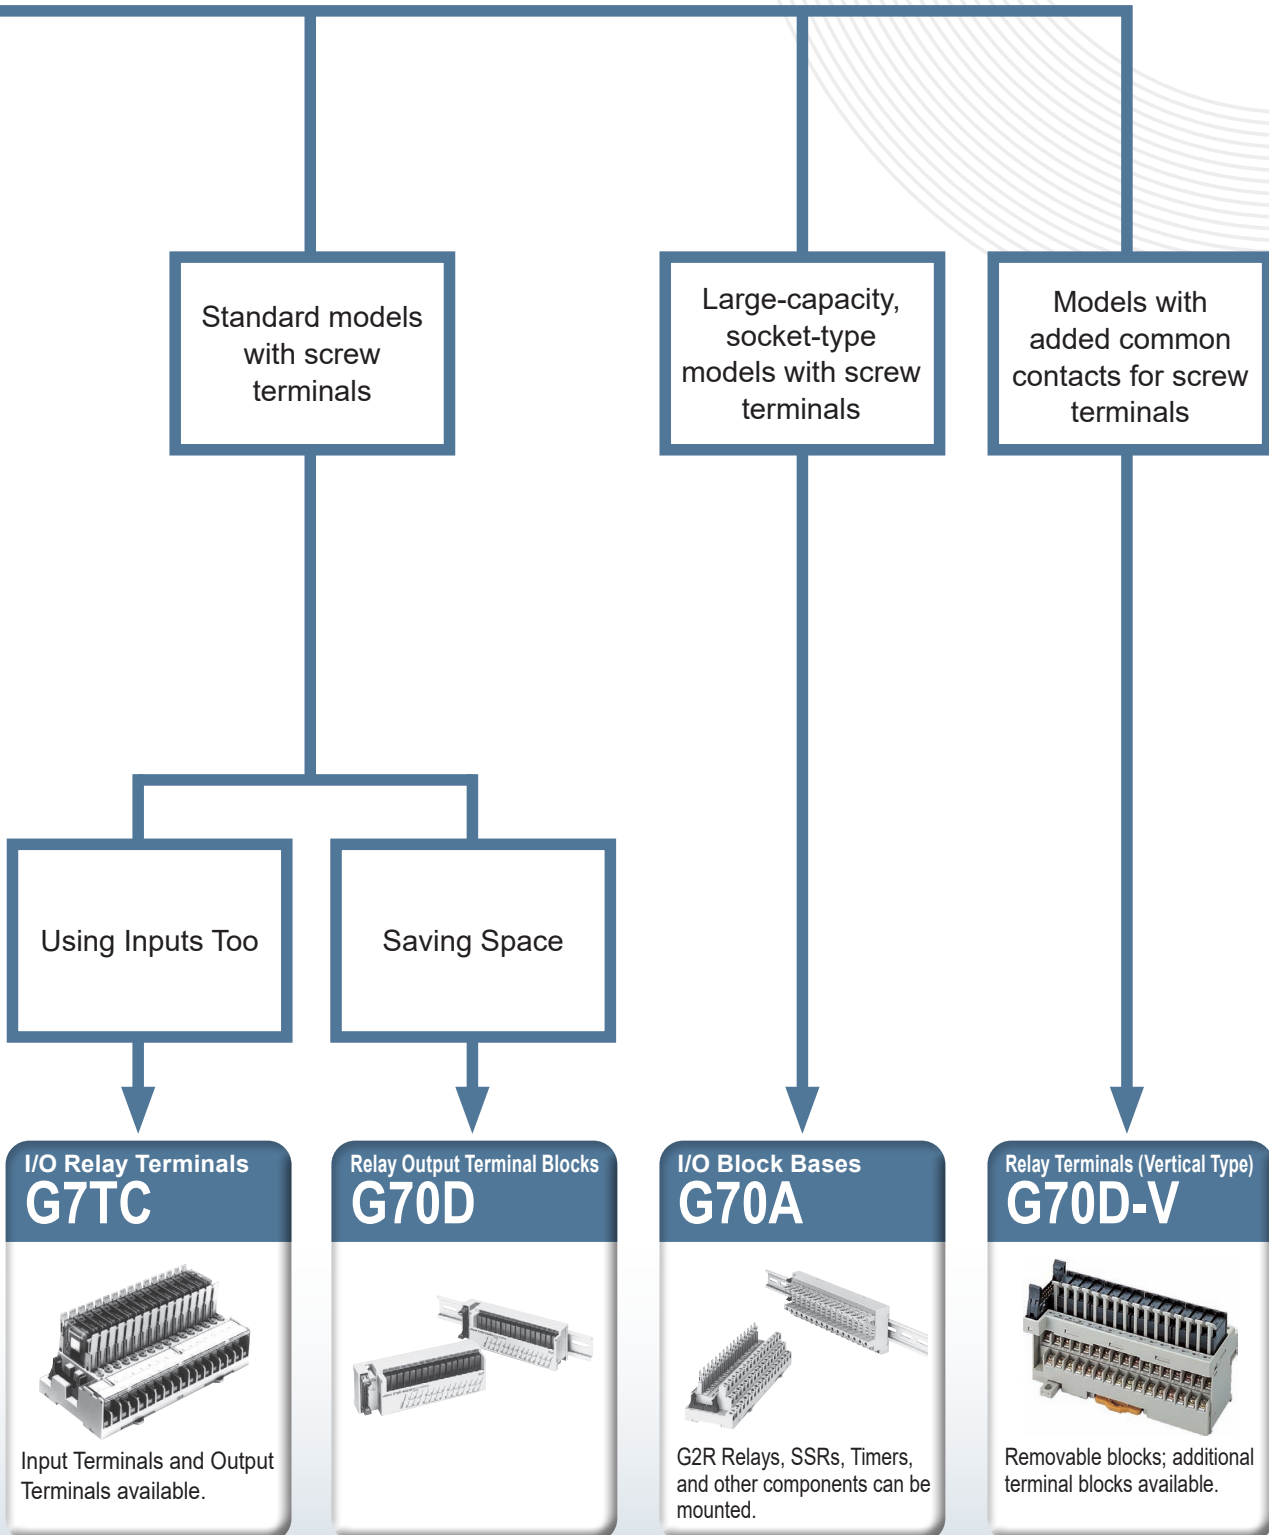 Standard models
with screw
terminals
Large-capacity,
socket-type
models with screw
terminals
Models with
added common
contacts for screw
terminals
Using Inputs Too
Saving Space
I/O Relay Terminals
G7TC
Input Terminals and Output
Terminals available.
Relay Output Terminal Blocks
G70D
I/O Block Bases
G70A
G2R Relays, SSRs, Timers,
and other components can be
mounted.
Relay Terminals (Vertical Type)
G70D-V
Removable blocks; additional
terminal blocks available.